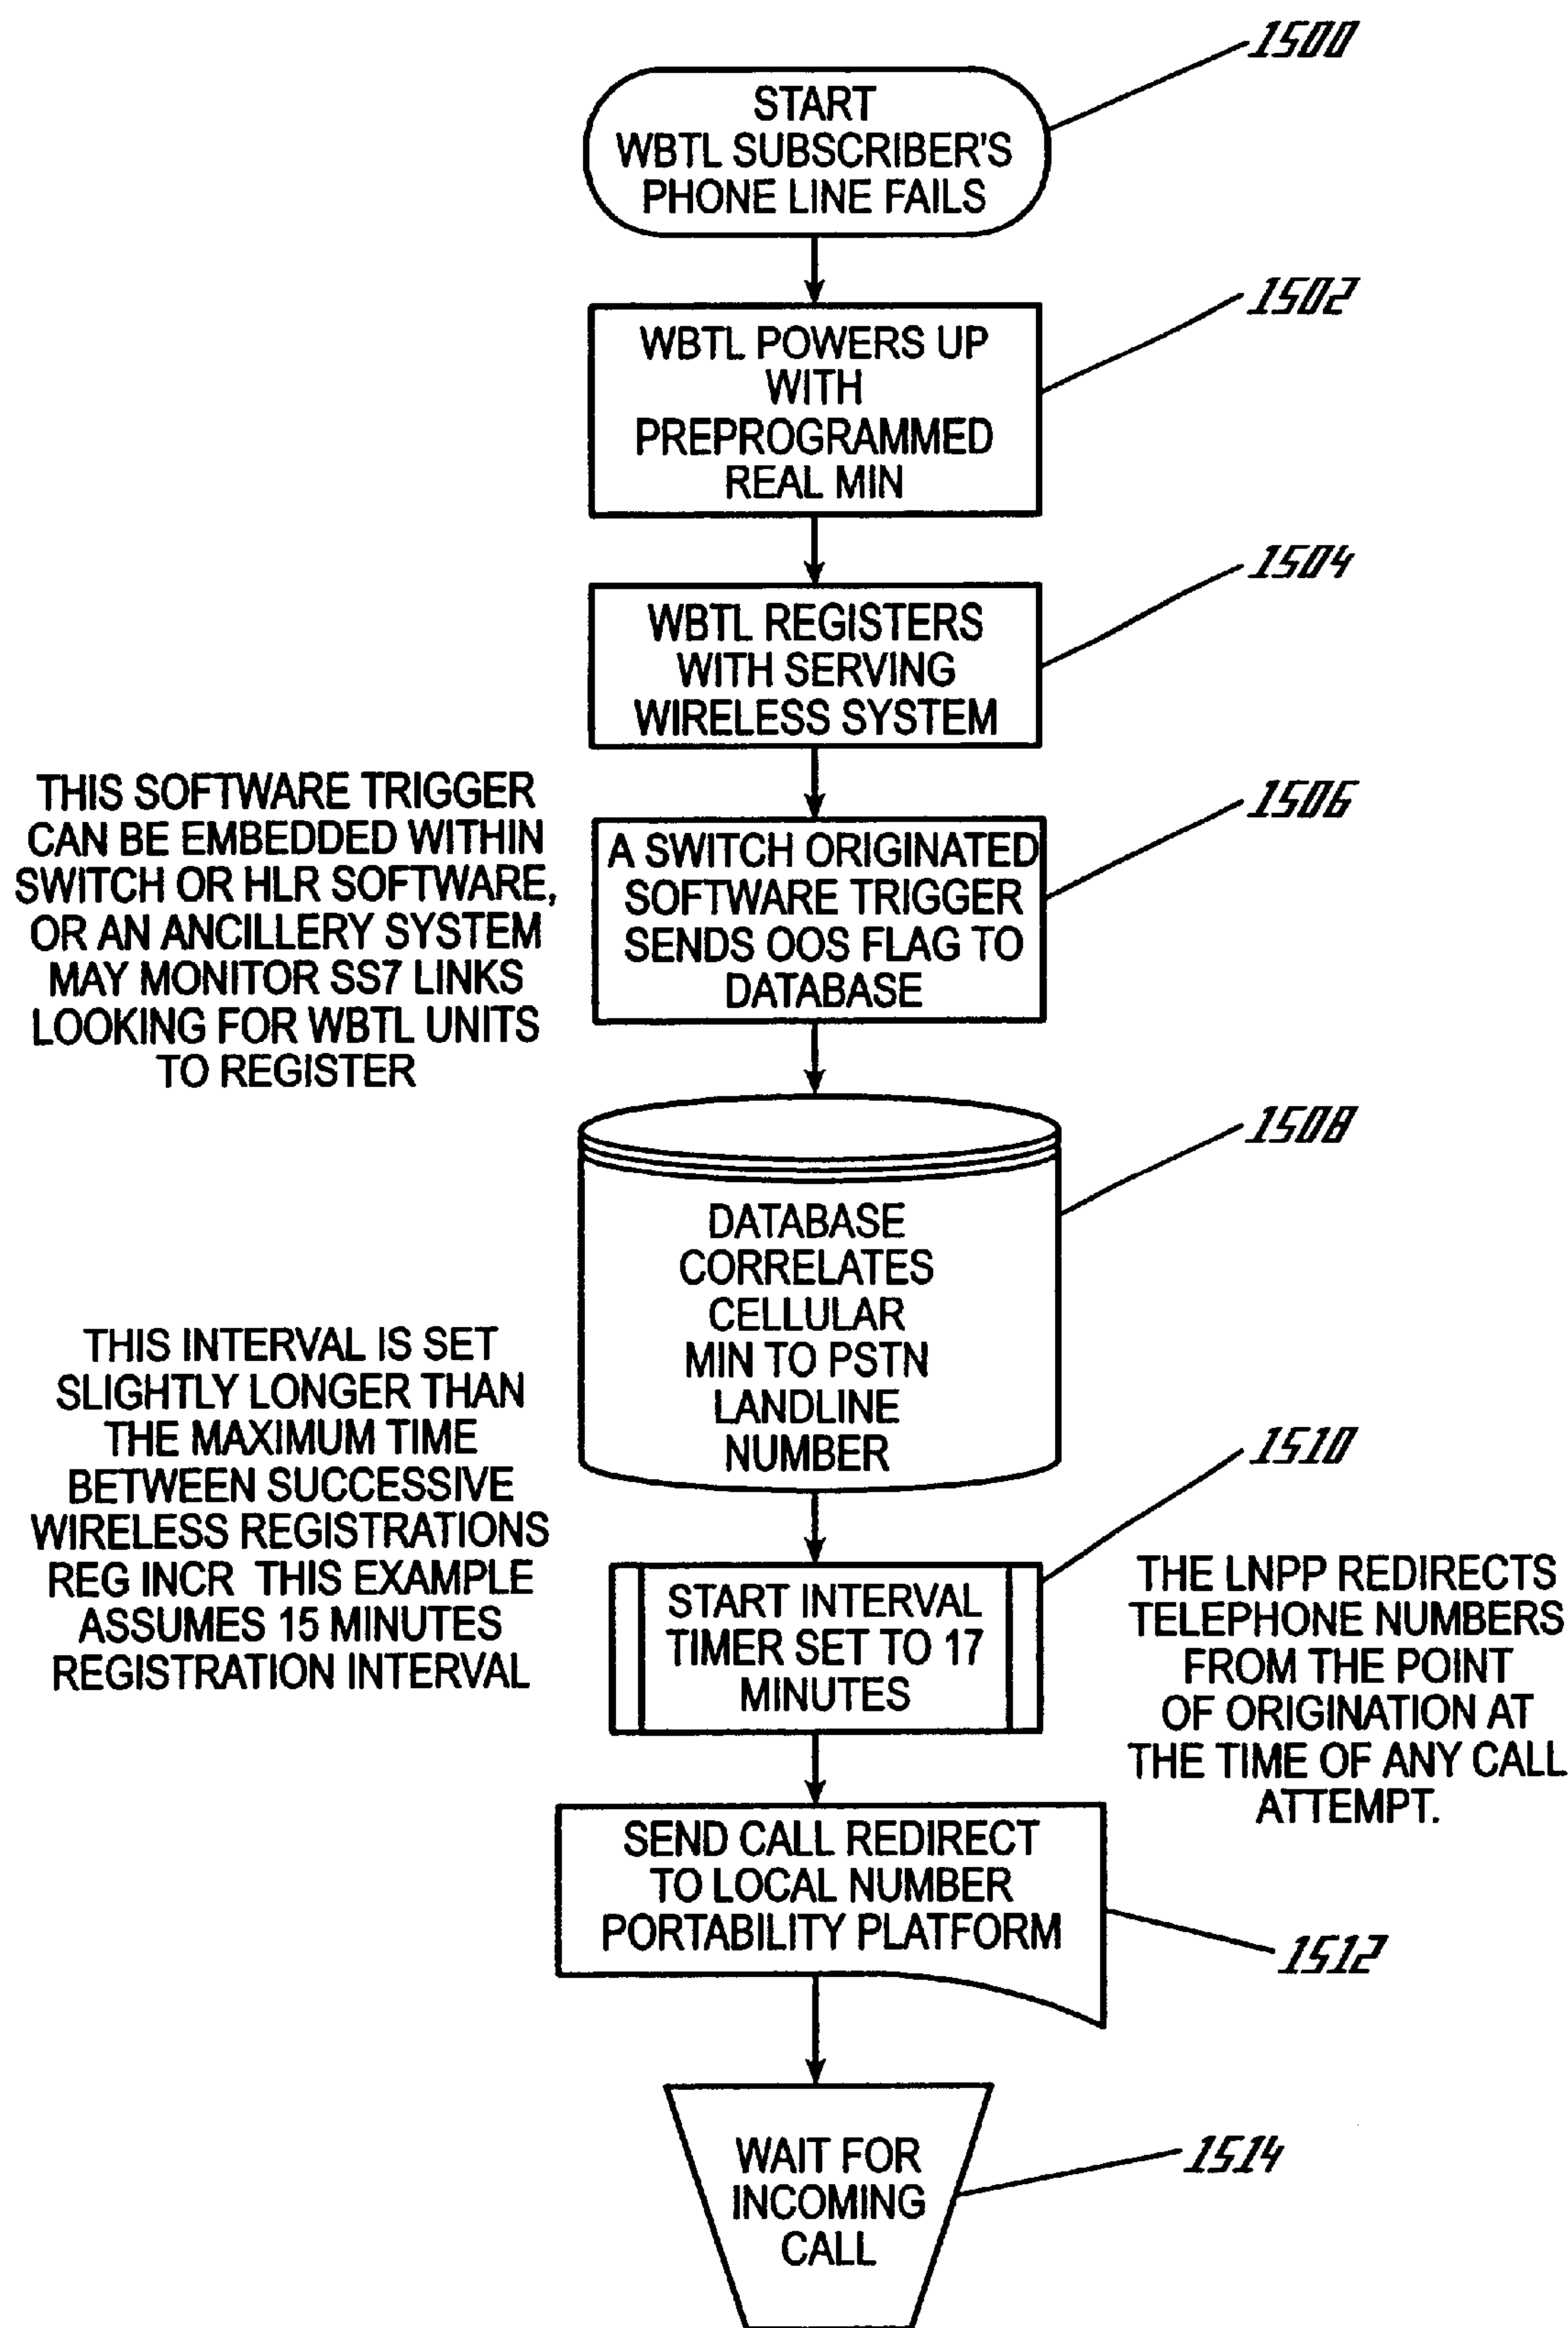 1500
START
WBTL SUBSCRIBER'S
PHONE LINE FAILS
1502
WBTL POWERS UP
WITH
PREPROGRAMMED
REAL MIN
1504
WBTL REGISTERS
WITH SERVING
WIRELESS SYSTEM
THIS SOFTWARE TRIGGER
CAN BE EMBEDDED WITHIN
SWITCH OR HLR SOFTWARE,
OR AN ANCILLERY SYSTEM
MAY MONITOR SS7 LINKS
LOOKING FOR WBTL UNITS
TO REGISTER
1506
A SWITCH ORIGINATED
SOFTWARE TRIGGER
SENDS OOS FLAG TO
DATABASE
1508
DATABASE
CORRELATES
CELLULAR
MIN TO PSTN
LANDLINE
NUMBER
THIS INTERVAL IS SET
SLIGHTLY LONGER THAN
THE MAXIMUM TIME
BETWEEN SUCCESSIVE
WIRELESS REGISTRATIONS
REG INCR THIS EXAMPLE
ASSUMES 15 MINUTES
REGISTRATION INTERVAL
1510
START INTERVAL
TIMER SET TO 17
MINUTES
THE LNPP REDIRECTS
TELEPHONE NUMBERS
FROM THE POINT
OF ORIGINATION AT
THE TIME OF ANY CALL
ATTEMPT.
SEND CALL REDIRECT
TO LOCAL NUMBER
PORTABILITY PLATFORM
1512
WAIT FOR
INCOMING
CALL
1514